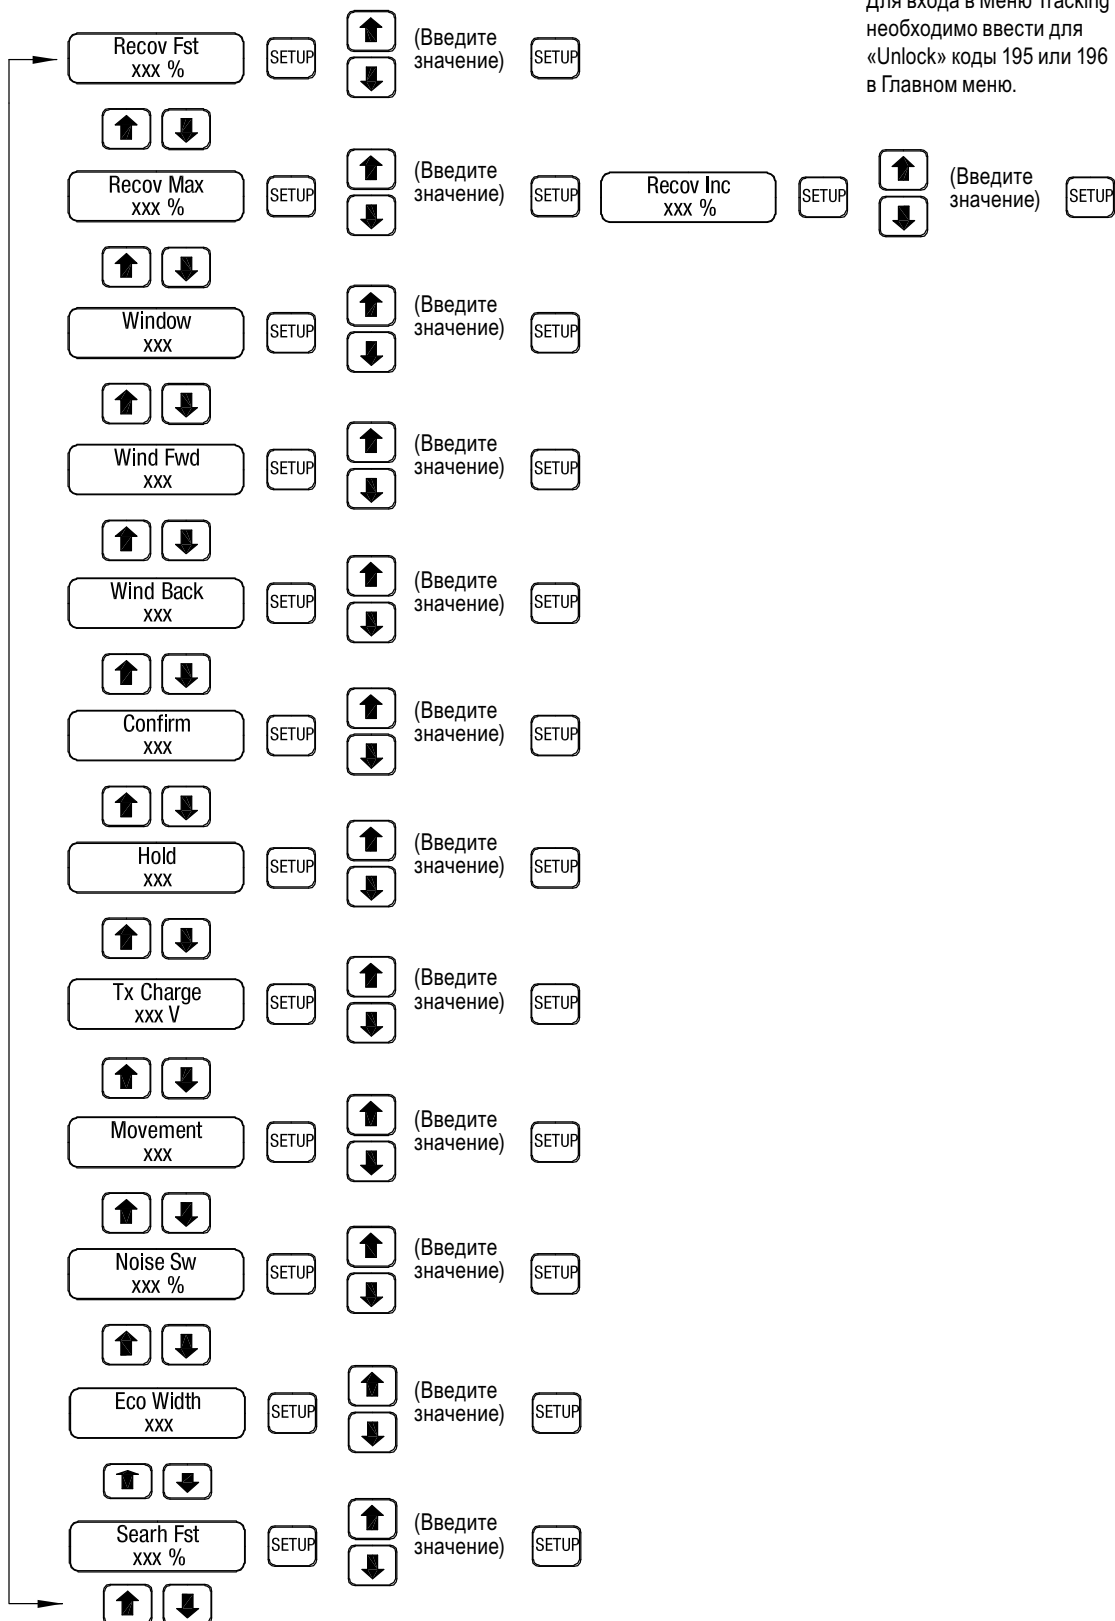 Для входа в Меню Tracking
необходимо ввести для
«Unlock» коды 195 или 196
в Главном меню.
Recov Fst
xxx %
SETUP
(Введите
значение)
SETUP
Recov Max
xxx %
SETUP
(Введите
значение)
SETUP
Recov Inc
xxx %
SETUP
(Введите
значение)
SETUP
Window
xxx
SETUP
(Введите
значение)
SETUP
Wind Fwd
xxx
SETUP
(Введите
значение)
SETUP
Wind Back
xxx
SETUP
(Введите
значение)
SETUP
Confirm
xxx
SETUP
(Введите
значение)
SETUP
Hold
xxx
SETUP
(Введите
значение)
SETUP
Tx Charge
xxx V
SETUP
(Введите
значение)
SETUP
Movement
xxx
SETUP
(Введите
значение)
SETUP
Noise Sw
xxx %
SETUP
(Введите
значение)
SETUP
Eco Width
xxx
SETUP
(Введите
значение)
SETUP
Searh Fst
xxx %
SETUP
(Введите
значение)
SETUP